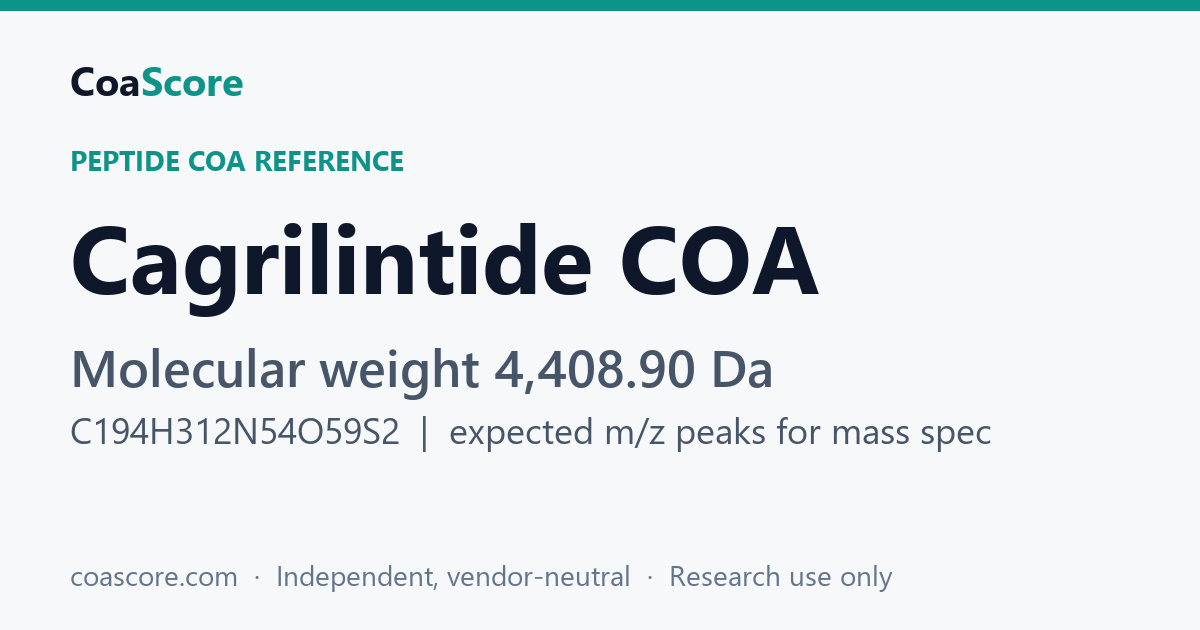 CoaScore
PEPTIDE COA REFERENCE
Cagrilintide COA
Molecular weight 4,408.90 Da
C194H312N54O59S2 | expected m/z peaks for mass spec
coascore.com · Independent, vendor-neutral · Research use only